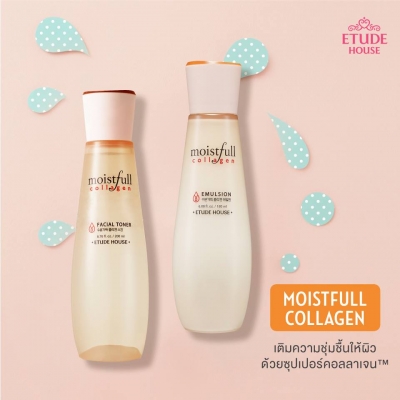 ETUDE
HOUSE
moistfull
collagen
FACIAL TONER
ETUDE HOUSE
moistfull
collagen
EMULSION
ETUDE HOUSE
MOISTFULL
COLLAGEN
เติมความชุ่มชื้นให้ผิว
ด้วยซุปเปอร์คอลลาเจน™